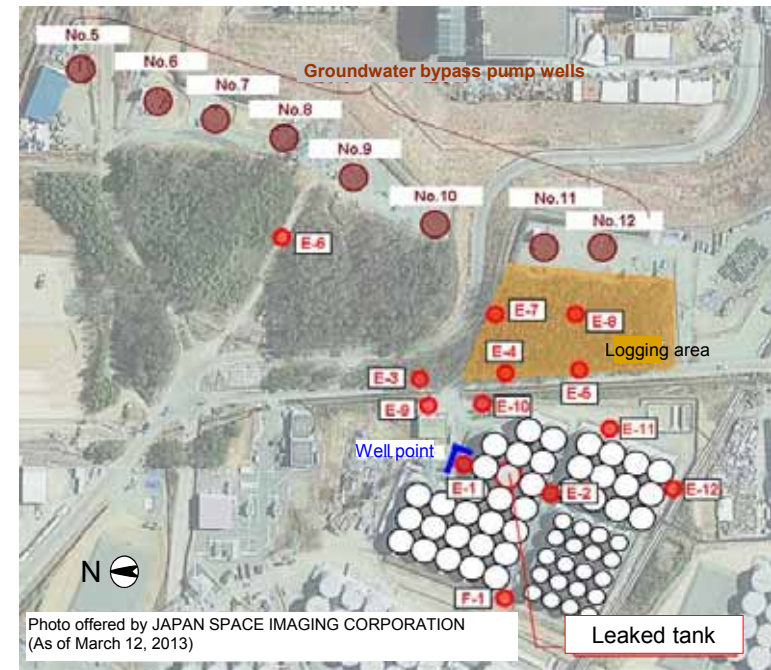 No.5
No.6
No.7
Groundwater bypass pump wells
No.8
No.9
No.10
No.11
No.12
E-6
E-7
E-8
Logging area
E-4
E-5
E-3
E-9
E-10
E-11
Well point
E-1
E-2
E-12
N
F-1
Photo offered by JAPAN SPACE IMAGING CORPORATION
(As of March 12, 2013)
Leaked tank